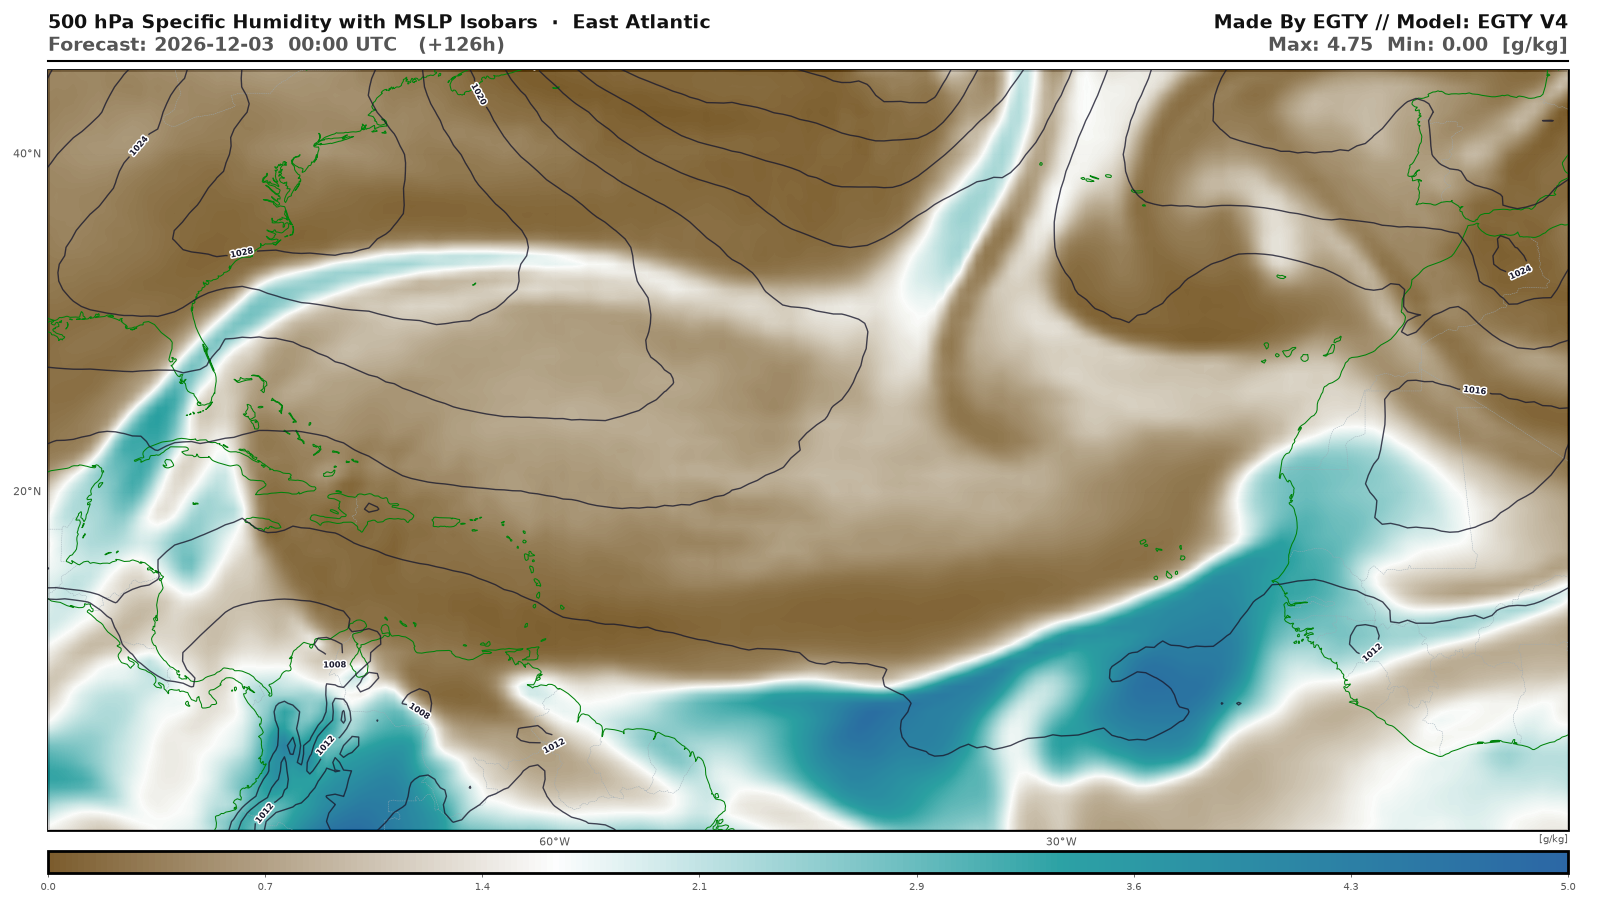 500 hPa Specific Humidity with MSLP Isobars · East Atlantic
Made By EGTY // Model: EGTY V4
Forecast: 2026-12-03 00:00 UTC (+126h)
Max: 4.75 Min: 0.00 [g/kg]
1020
1024
40°N
1028
1024
1016
20°N
1012
1008
1008
1012
1012
1012
60°W
30°W
[g/kg]
0.0
0.7
1.4
2.1
2.9
3.6
4.3
5.0